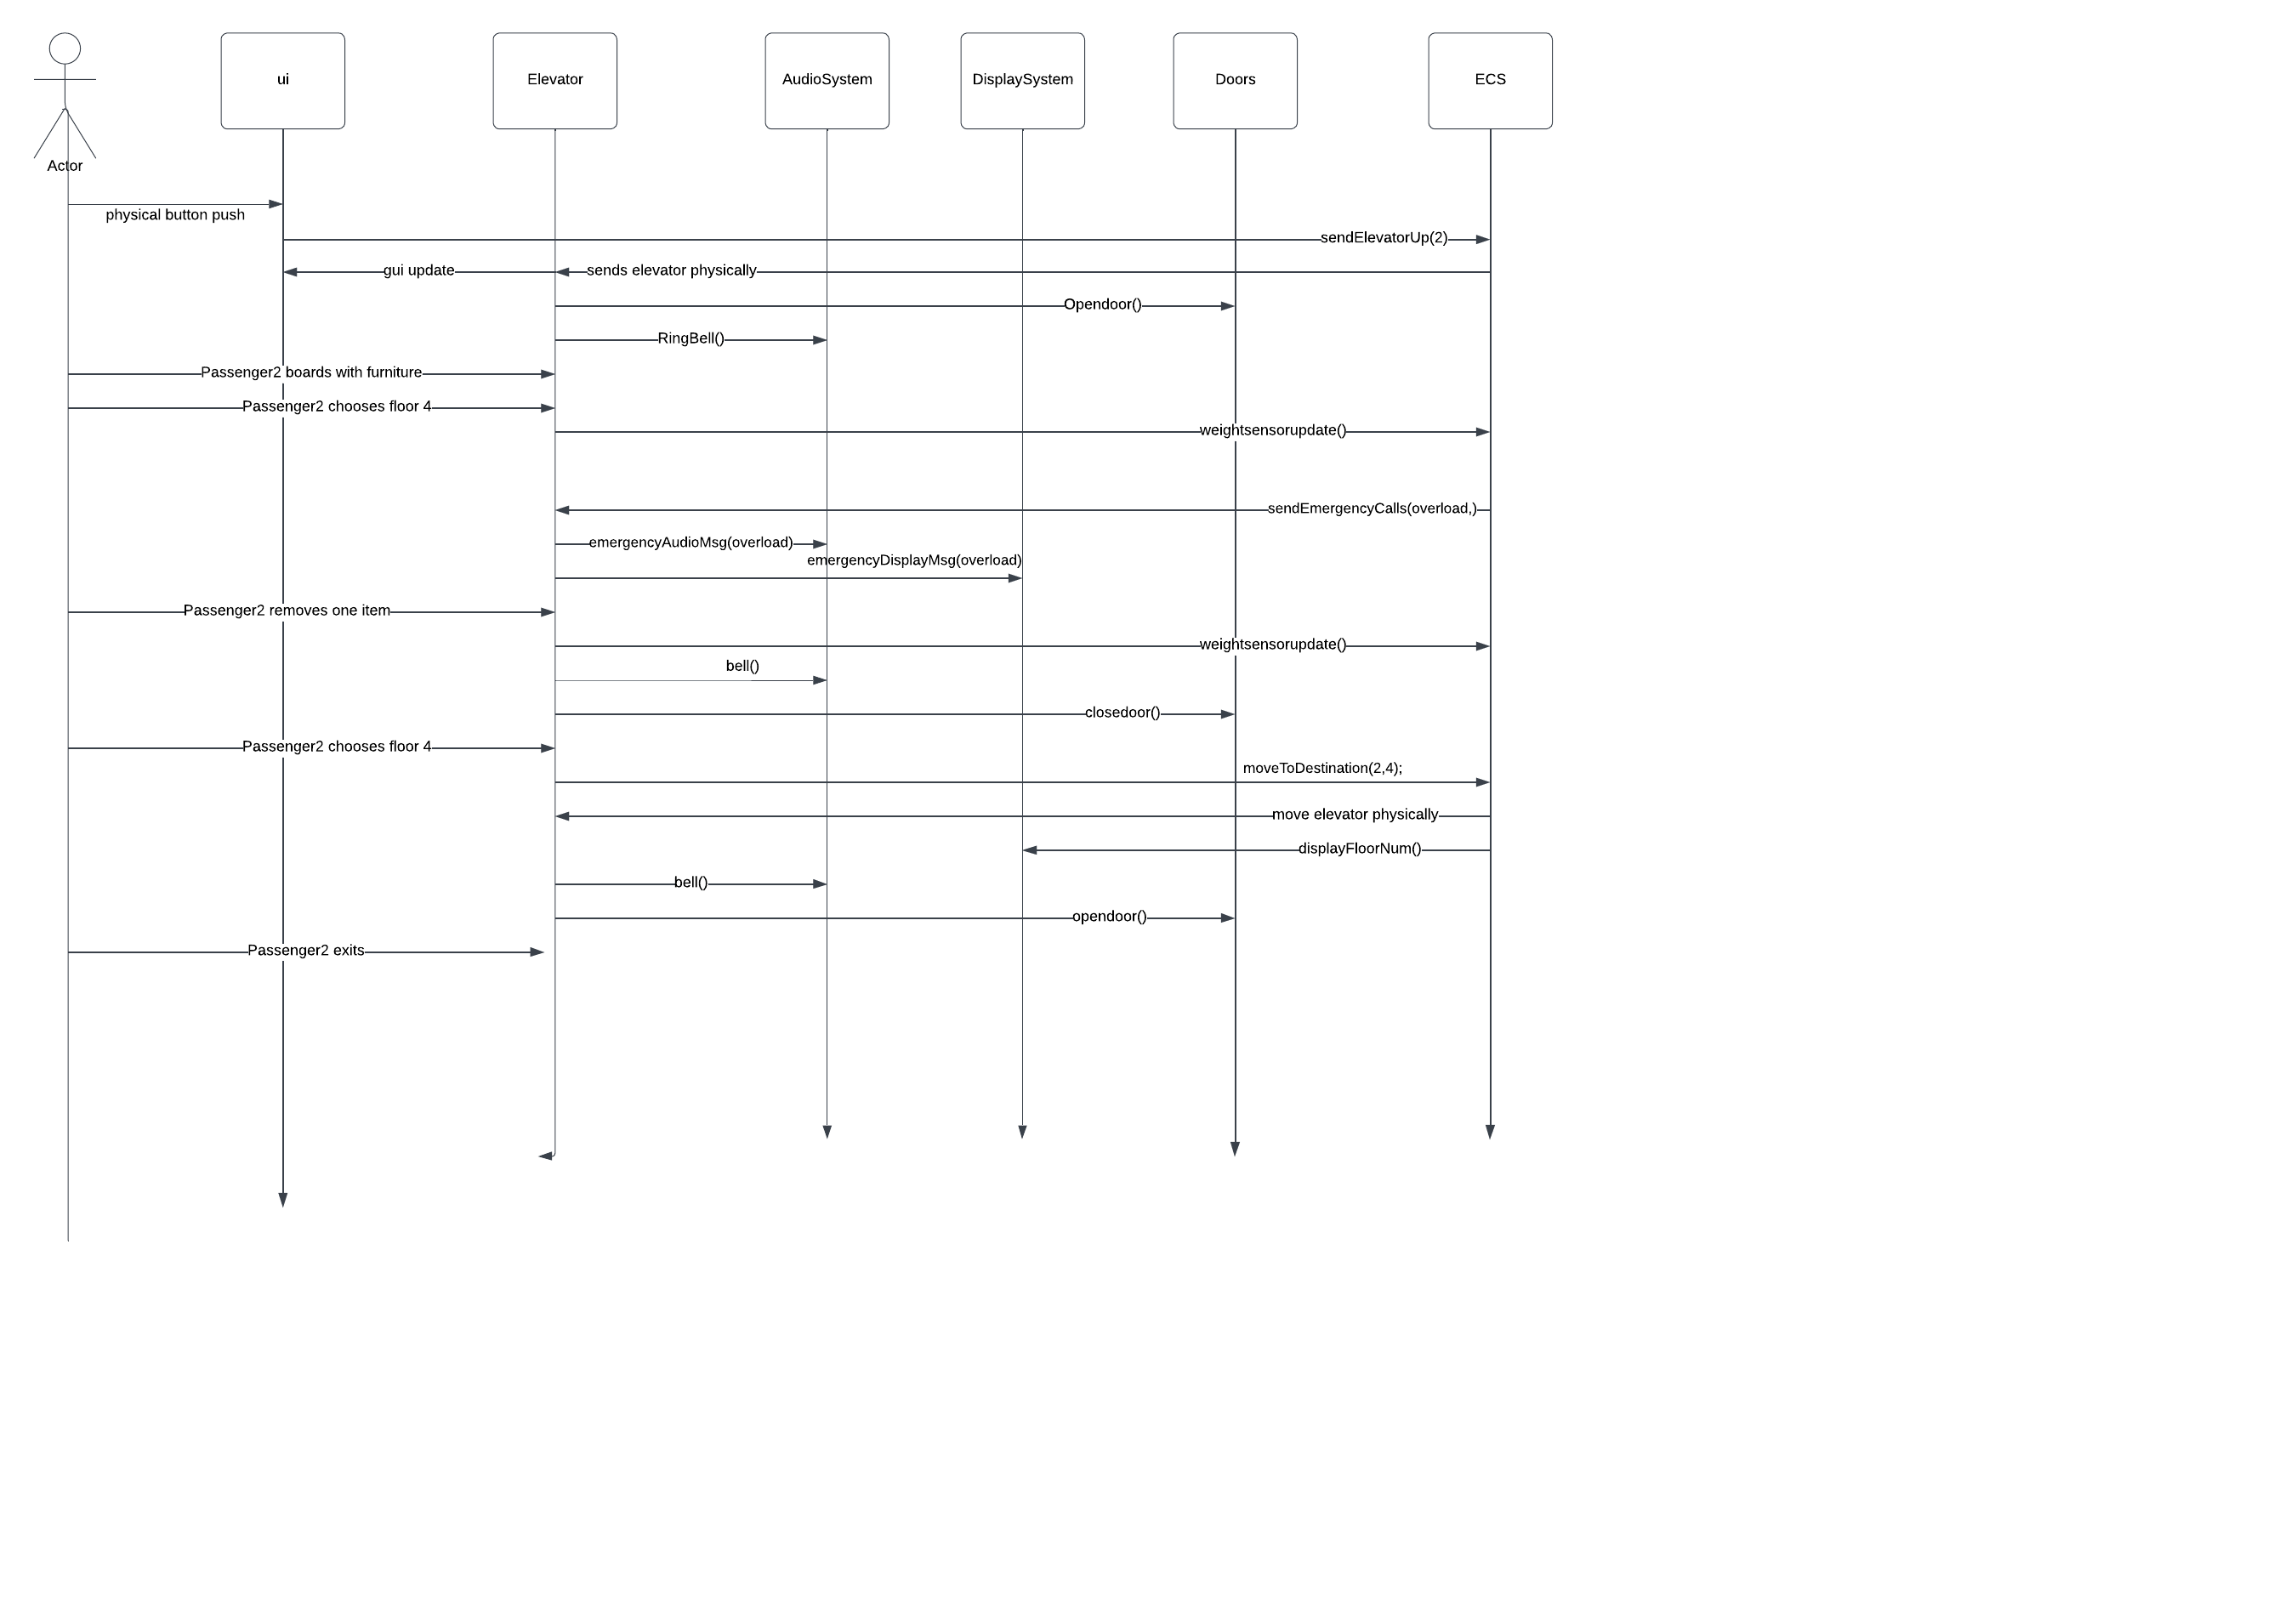 ui
Elevator
AudioSystem
DisplaySystem
Doors
ECS
Actor
physical button push
sendElevatorUp(2)
gui update
sends elevator physically
Opendoor()
RingBell()
Passenger2 boards with furniture
Passenger2 chooses floor 4
weightsensorupdate()
sendEmergencyCalls(overload,)
emergencyAudioMsg(overload)
emergencyDisplayMsg(overload)
Passenger2 removes one item
weightsensorupdate()
bell()
closedoor()
Passenger2 chooses floor 4
moveToDestination(2,4);
move elevator physically
displayFloorNum()
bell()
opendoor()
Passenger2 exits